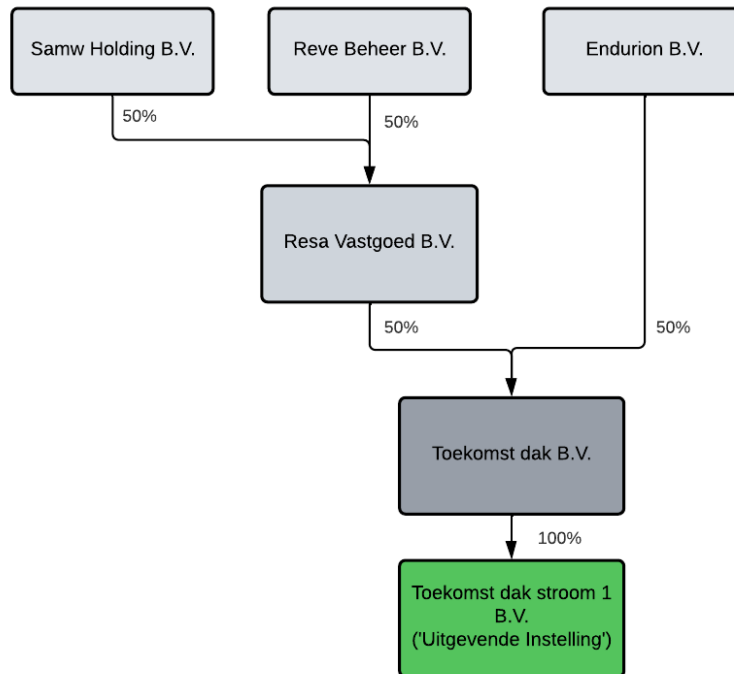 Samw Holding B.V.
Reve Beheer B.V.
Endurion B.V.
50%
50%
Resa Vastgoed B.V.
50%
50%
Toekomst dak B.V.
100%
Toekomst dak stroom 1
B.V.
('Uitgevende Instelling')